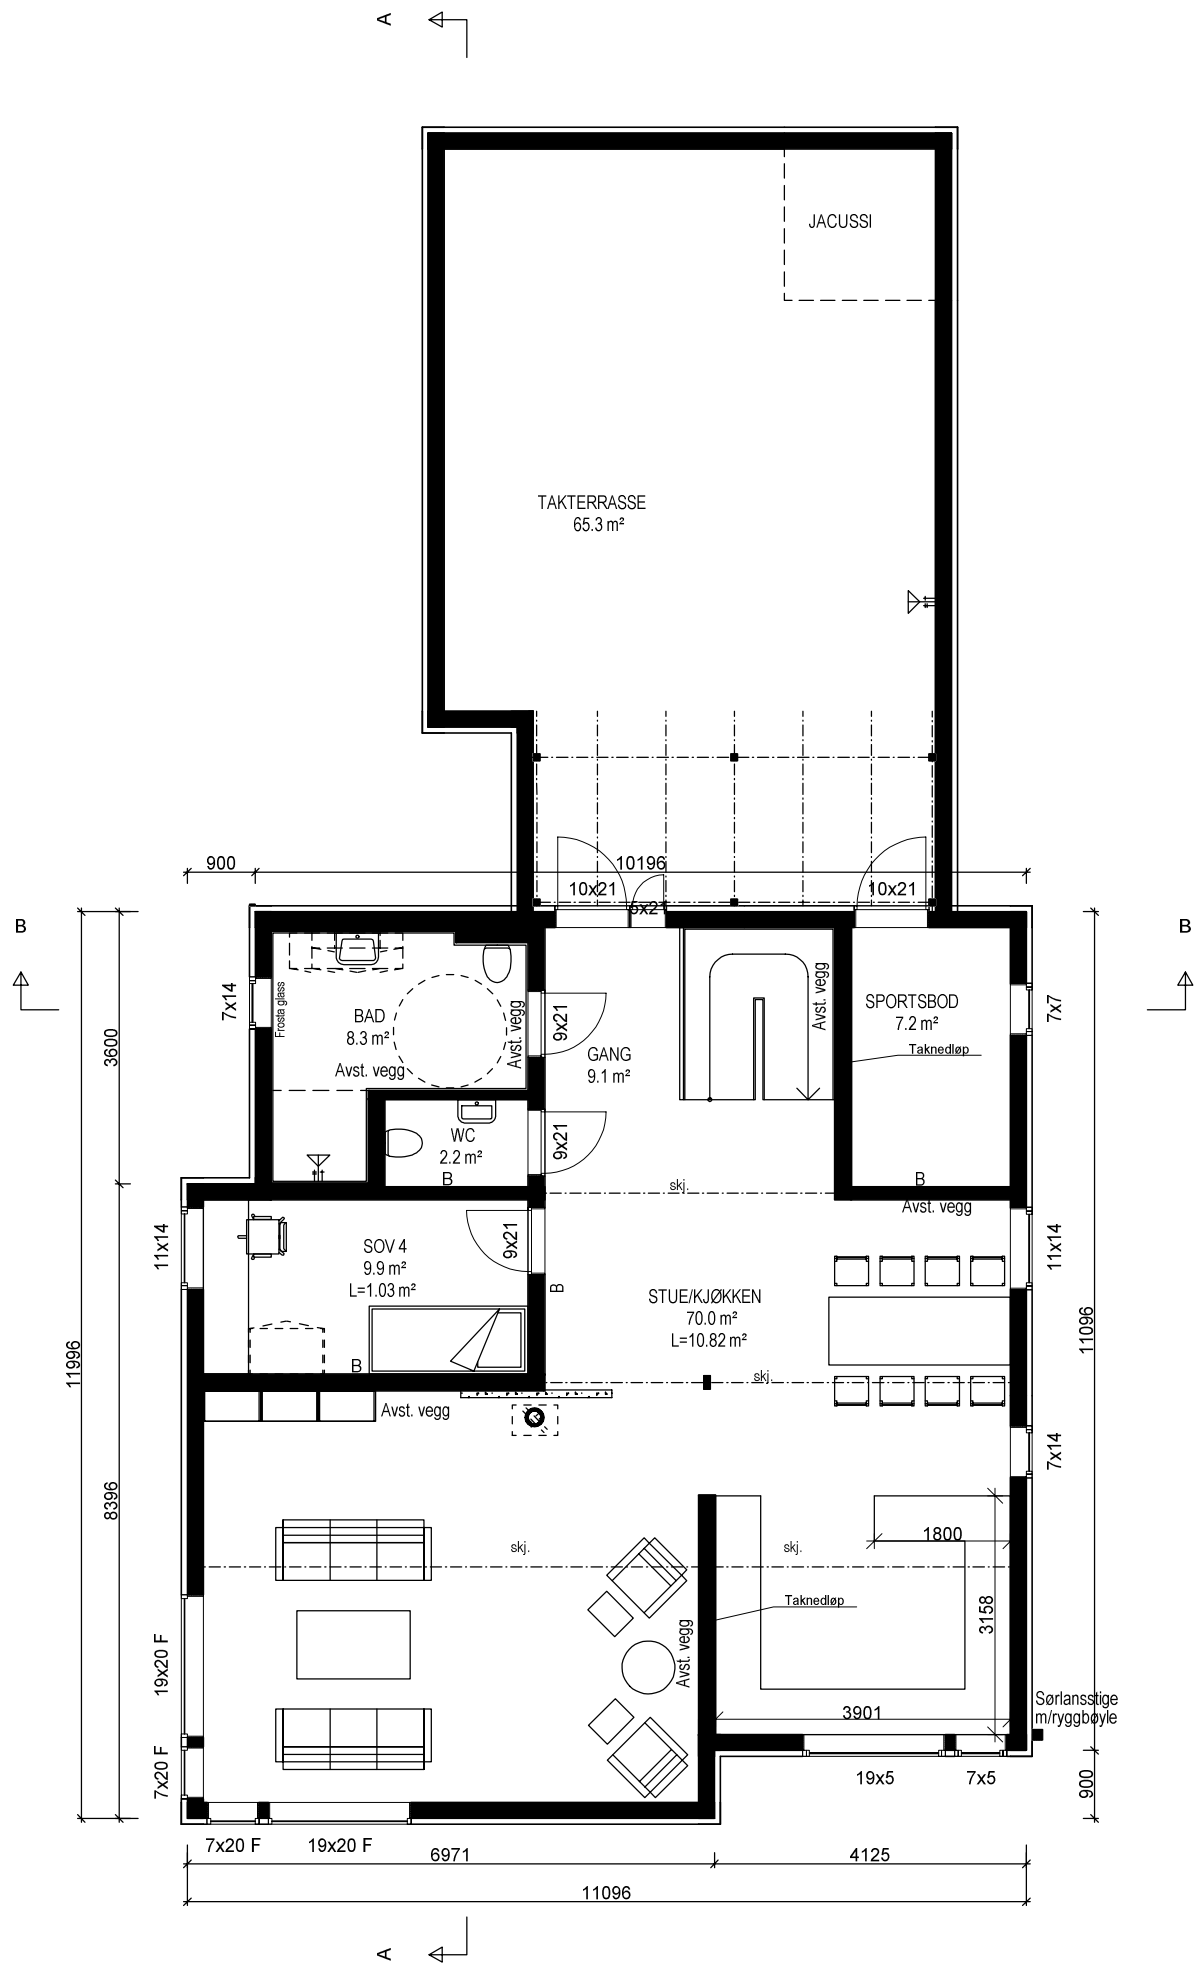 A
JACUSSI
TAKTERRASSE
65.3 m²
900
10196
10x21
5x21
10x21
B
B
7x14
Frosta glass
BAD
8.3 m²
Avst. vegg
Avst. vegg
9x21
GANG
9.1 m²
Avst. vegg
SPORTSBOD
7.2 m²
Taknedløp
7x7
3600
WC
2.2 m²
B
9x21
skj.
B
Avst. vegg
11x14
SOV 4
9.9 m²
L=1.03 m²
9x21
B
B
STUE/KJØKKEN
70.0 m²
L=10.82 m²
11x14
11996
11096
skj.
Avst. vegg
7x14
8396
skj.
skj.
1800
Taknedløp
3158
Avst. vegg
19x20 F
3901
Sørlansstige
m/ryggbøyle
7x20 F
19x5
7x5
900
7x20 F
19x20 F
6971
4125
11096
A